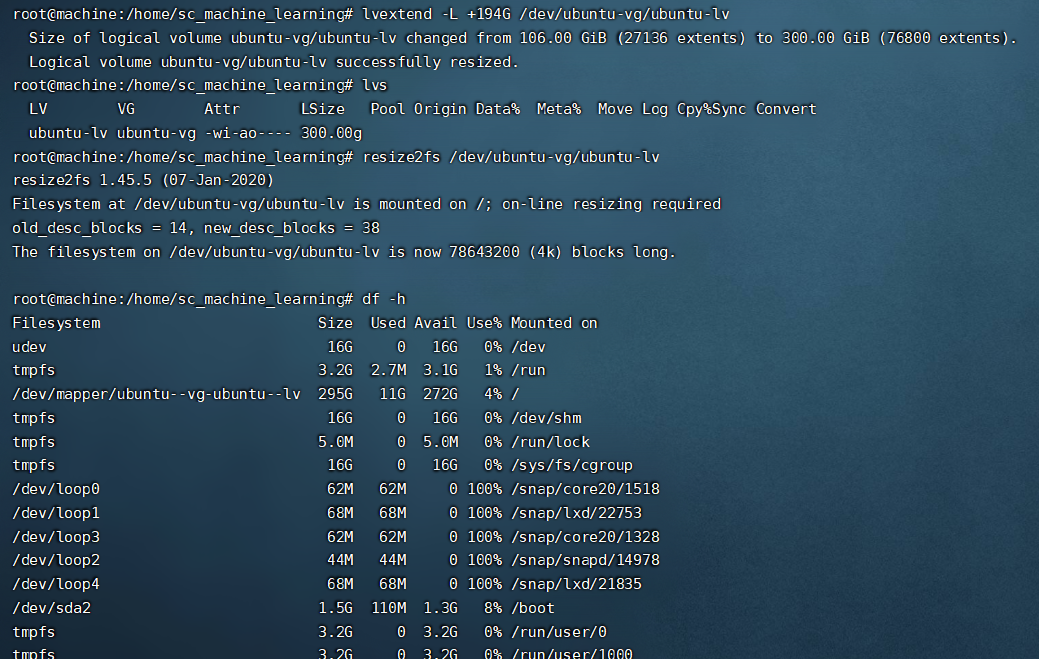 root@machine:/home/sc_machine_learning# lvextend -L +194G /dev/ubuntu-vg/ubuntu-lv
  Size of logical volume ubuntu-vg/ubuntu-lv changed from 106.00 GiB (27136 extents) to 300.00 GiB (76800 extents).
  Logical volume ubuntu-vg/ubuntu-lv successfully resized.
root@machine:/home/sc_machine_learning# lvs
  LV        VG        Attr       LSize   Pool Origin Data%  Meta%  Move Log Cpy%Sync Convert
  ubuntu-lv ubuntu-vg -wi-ao---- 300.00g
root@machine:/home/sc_machine_learning# resize2fs /dev/ubuntu-vg/ubuntu-lv
resize2fs 1.45.5 (07-Jan-2020)
Filesystem at /dev/ubuntu-vg/ubuntu-lv is mounted on /; on-line resizing required
old_desc_blocks = 14, new_desc_blocks = 38
The filesystem on /dev/ubuntu-vg/ubuntu-lv is now 78643200 (4k) blocks long.

root@machine:/home/sc_machine_learning# df -h
Filesystem                         Size  Used Avail Use% Mounted on
udev                                16G     0   16G   0% /dev
tmpfs                              3.2G  2.7M  3.1G   1% /run
/dev/mapper/ubuntu--vg-ubuntu--lv  295G   11G  272G   4% /
tmpfs                               16G     0   16G   0% /dev/shm
tmpfs                              5.0M     0  5.0M   0% /run/lock
tmpfs                               16G     0   16G   0% /sys/fs/cgroup
/dev/loop0                          62M   62M     0 100% /snap/core20/1518
/dev/loop1                          68M   68M     0 100% /snap/lxd/22753
/dev/loop3                          62M   62M     0 100% /snap/core20/1328
/dev/loop2                          44M   44M     0 100% /snap/snapd/14978
/dev/loop4                          68M   68M     0 100% /snap/lxd/21835
/dev/sda2                          1.5G  110M  1.3G   8% /boot
tmpfs                              3.2G     0  3.2G   0% /run/user/0
tmpfs                              3.2G     0  3.2G   0% /run/user/1000